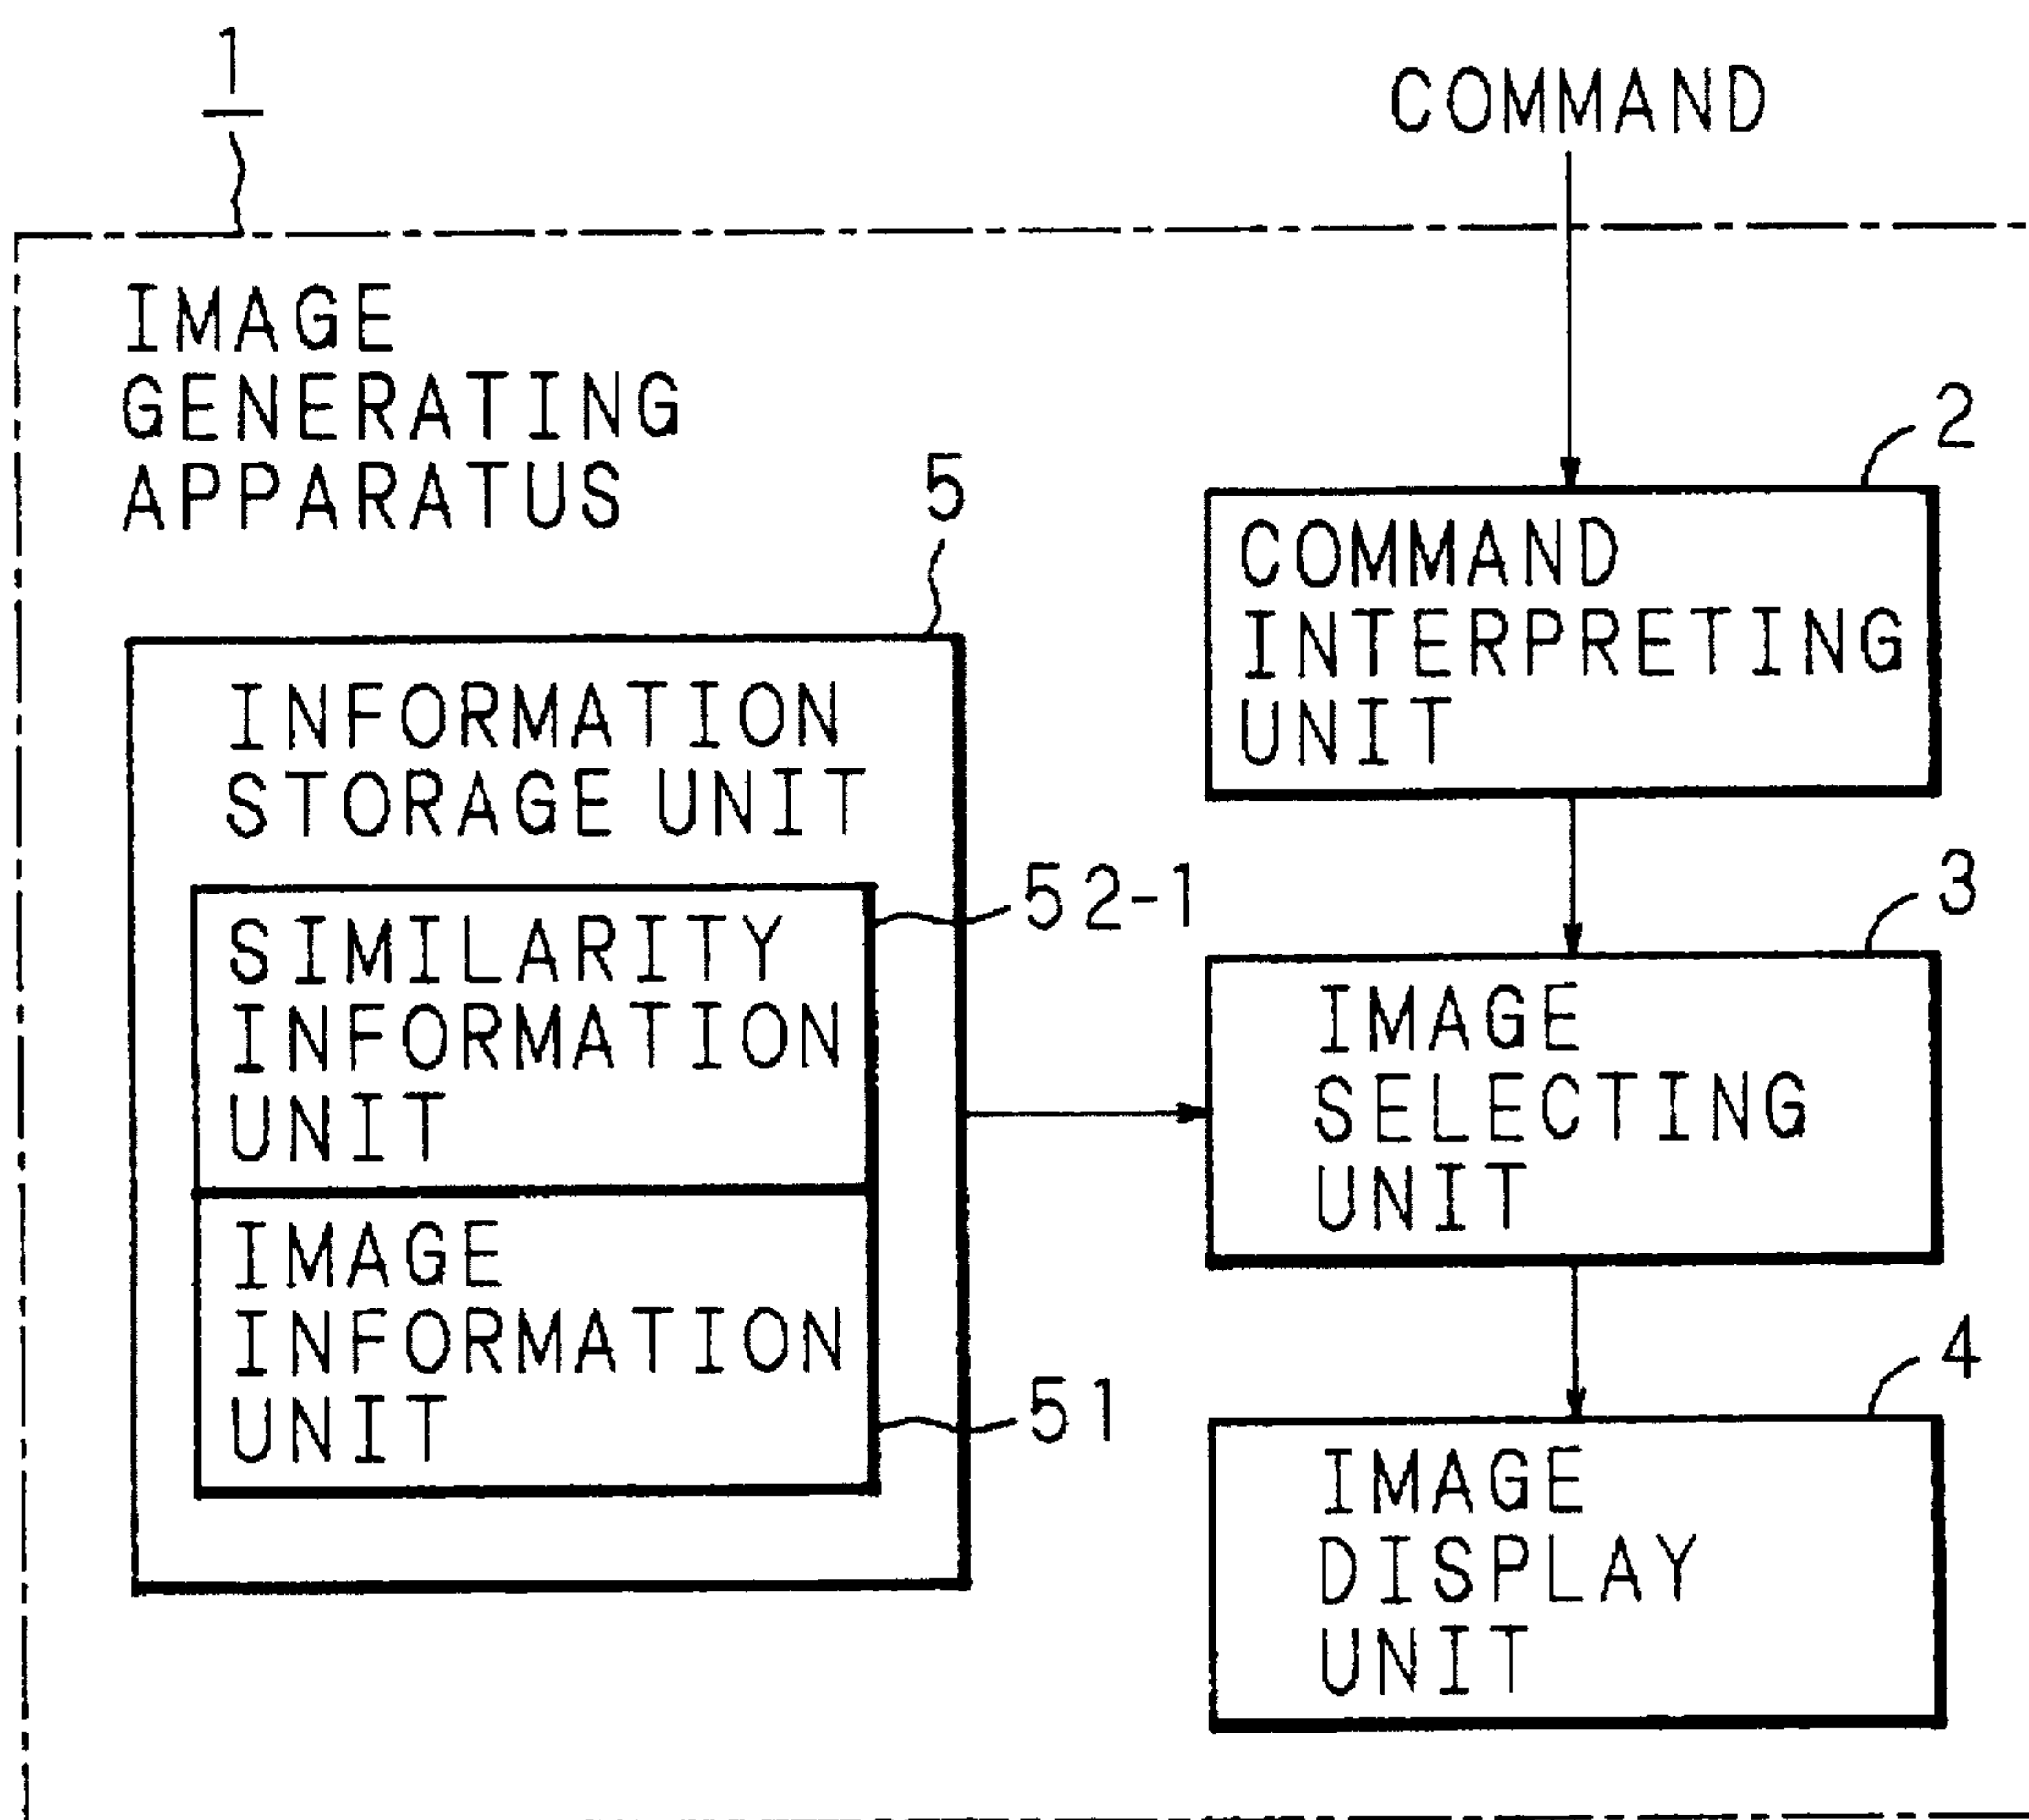 1
COMMAND
IMAGE
GENERATING
APPARATUS
5
2
COMMAND
INTERPRETING
UNIT
INFORMATION
STORAGE UNIT
52-1
SIMILARITY
INFORMATION
UNIT
IMAGE
INFORMATION
UNIT
51
3
IMAGE
SELECTING
UNIT
4
IMAGE
DISPLAY
UNIT